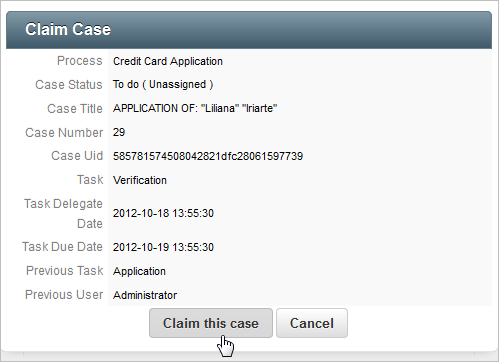 Claim Case
Process Credit Card Application
Case Status To do ( Unassigned )
Case Title APPLICATION OF: "Liliana" "Iriarte"
Case Number 29
Case Uid 585781574508042821dfc28061597739
Task Verification
Task Delegate
Date 2012-10-18 13:55:30
Task Due Date 2012-10-19 13:55:30
Previous Task Application
Previous User Administrator
Claim this case Cancel